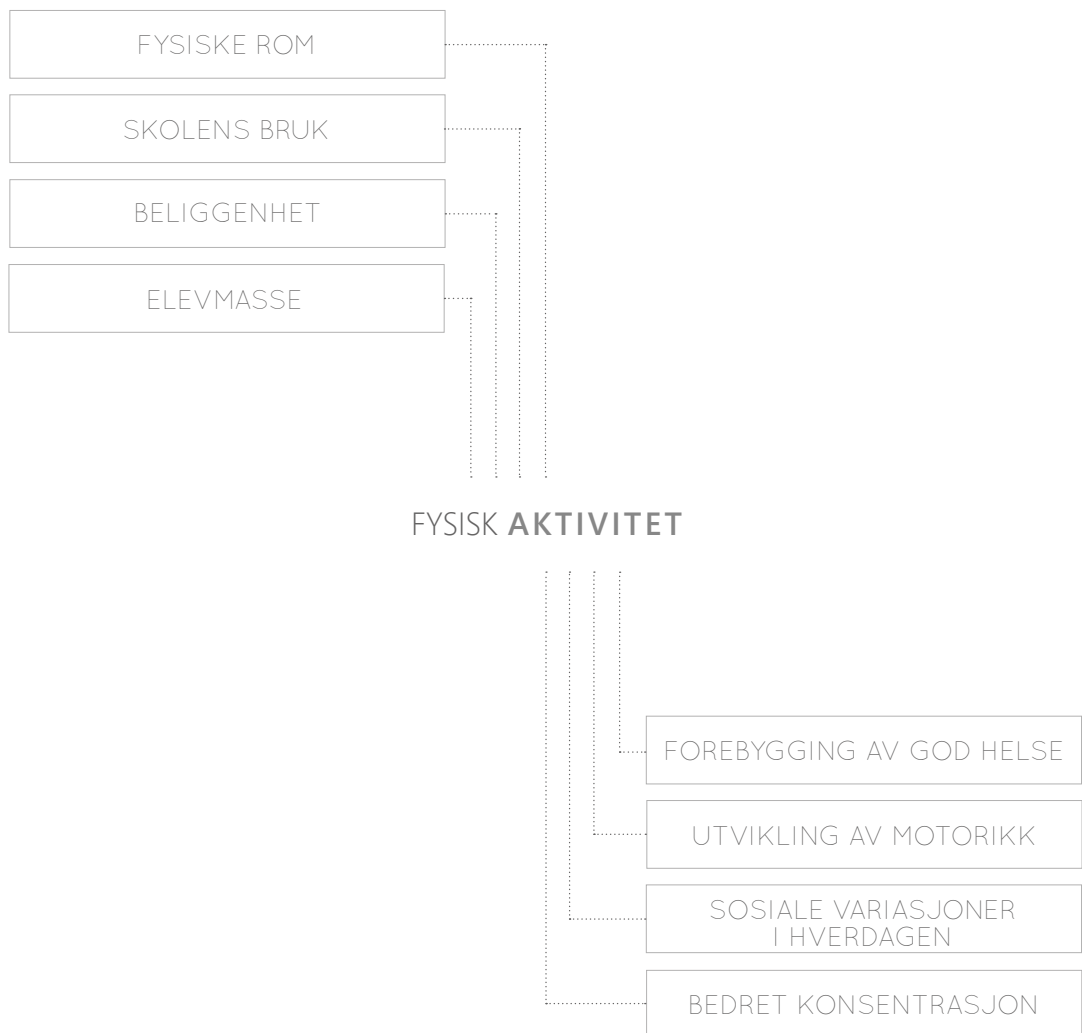 FYSISKE ROM
SKOLENS BRUK
BELIGGENHET
ELEVMASSE
FYSISK AKTIVITET
FOREBYGGING AV GOD HELSE
UTVIKLING AV MOTORIKK
SOSIALE VARIASJONER
I HVERDAGEN
BEDRET KONSENTRASJON